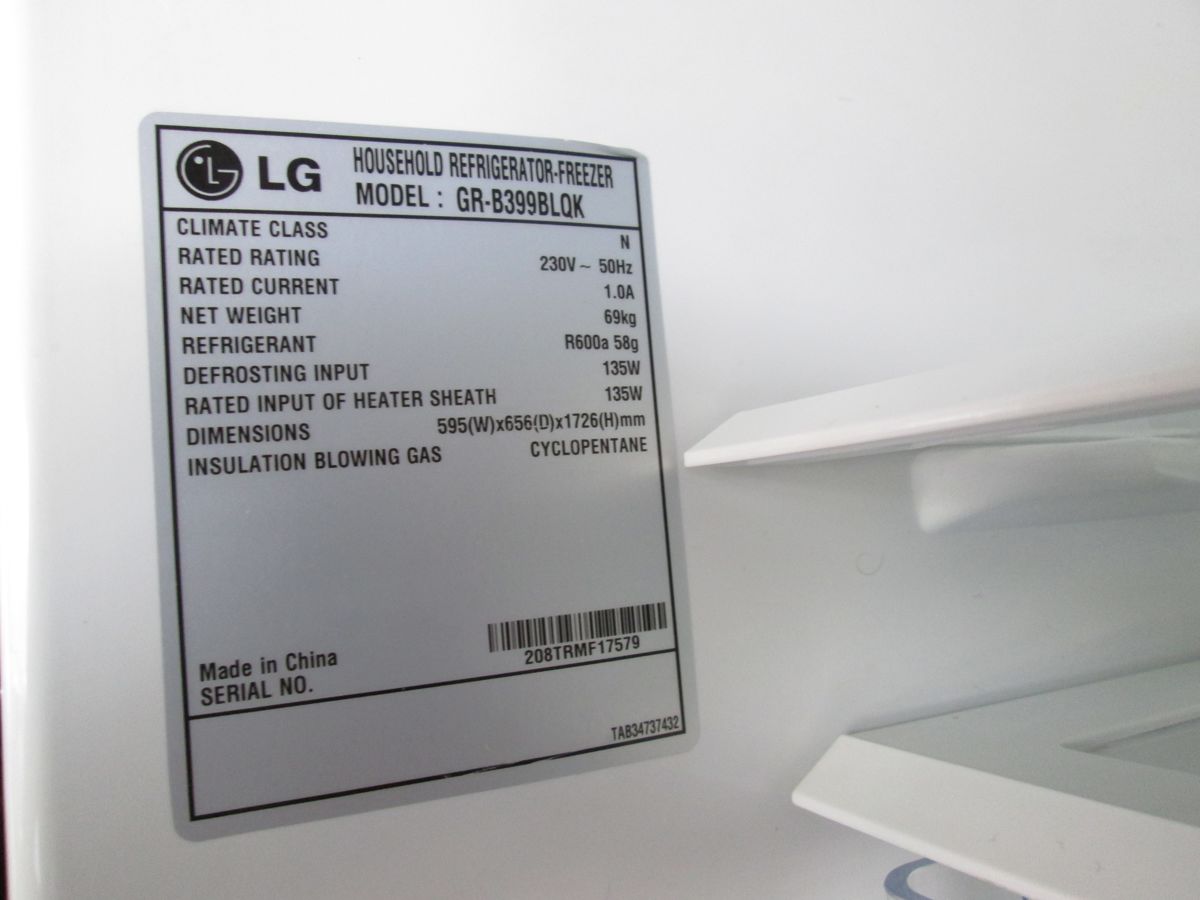 LG HOUSEHOLD REFRIGERATOR-FREEZER
MODEL : GR-B399BLQK
CLIMATE CLASS N
RATED RATING 230V ~ 50Hz
RATED CURRENT 1.0A
NET WEIGHT 69kg
REFRIGERANT R600a 58g
DEFROSTING INPUT 135W
RATED INPUT OF HEATER SHEATH 135W
DIMENSIONS 595(W)x656(D)x1726(H)mm
INSULATION BLOWING GAS CYCLOPENTANE
Made in China
SERIAL NO. 208TRMF17579
TAB34737432